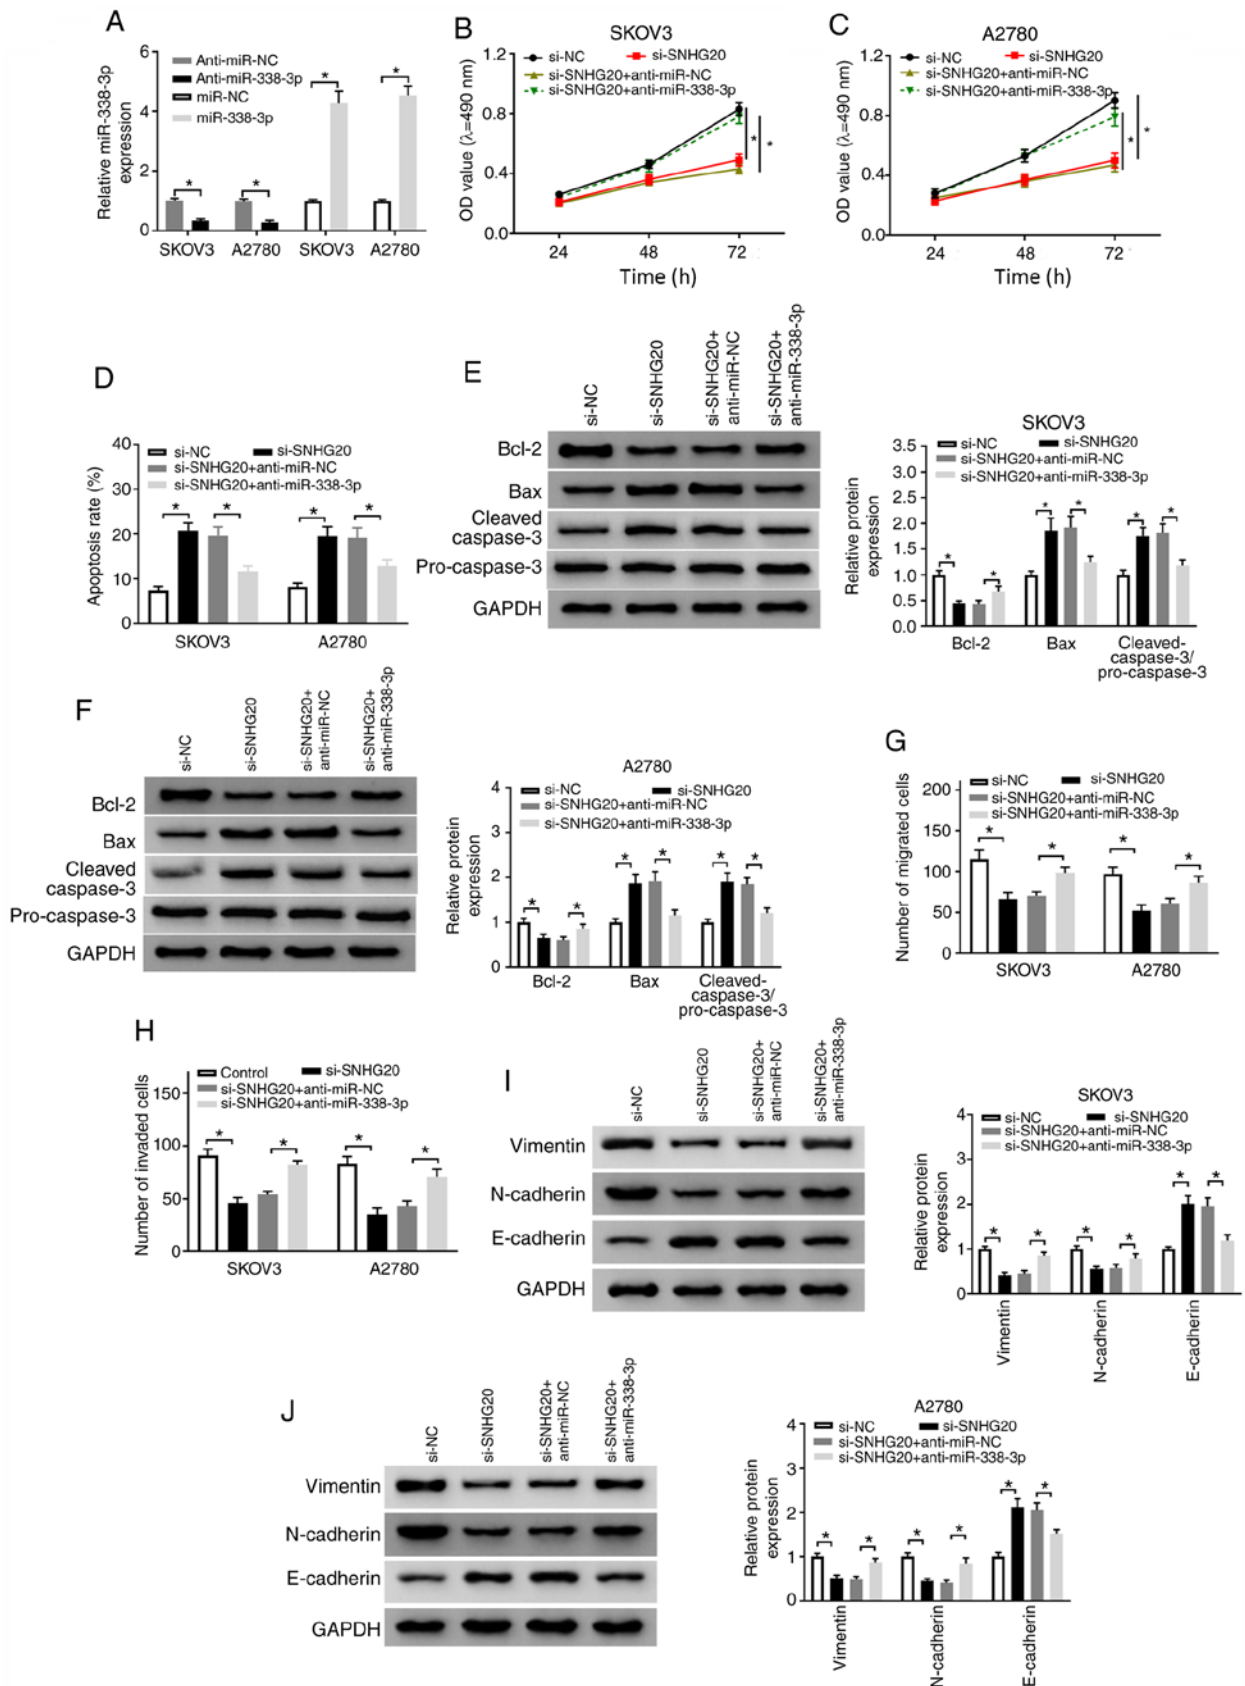 A
Relative miR-338-3p
expression
6
4
2
0
Anti-miR-NC
Anti-miR-338-3p
miR-NC
miR-338-3p
* * * *
SKOV3 A2780 SKOV3 A2780
B
SKOV3
si-NC si-SNHG20
si-SNHG20+anti-miR-NC
si-SNHG20+anti-miR-338-3p
OD value (λ=490 nm)
1.2
0.8
0.4
0.0
* *
24 48 72
Time (h)
C
A2780
si-NC si-SNHG20
si-SNHG20+anti-miR-NC
si-SNHG20+anti-miR-338-3p
OD value (λ=490 nm)
1.2
0.8
0.4
0.0
* *
24 48 72
Time (h)
D
Apoptosis rate (%)
40
30
20
10
0
si-NC si-SNHG20
si-SNHG20+anti-miR-NC
si-SNHG20+anti-miR-338-3p
* * * *
SKOV3 A2780
E
si-NC
si-SNHG20
si-SNHG20+
anti-miR-NC
si-SNHG20+
anti-miR-338-3p
Bcl-2
Bax
Cleaved
caspase-3
Pro-caspase-3
GAPDH
SKOV3
si-NC si-SNHG20
si-SNHG20+anti-miR-NC
si-SNHG20+anti-miR-338-3p
Relative protein
expression
3.5
3.0
2.5
2.0
1.5
1.0
0.5
0.0
* * * * * *
Bcl-2 Bax Cleaved-
caspase-3/
pro-caspase-3
F
si-NC
si-SNHG20
si-SNHG20+
anti-miR-NC
si-SNHG20+
anti-miR-338-3p
Bcl-2
Bax
Cleaved
caspase-3
Pro-caspase-3
GAPDH
A2780
si-NC si-SNHG20
si-SNHG20+anti-miR-NC
si-SNHG20+anti-miR-338-3p
Relative protein
expression
4
3
2
1
0
* * * * * *
Bcl-2 Bax Cleaved-
caspase-3/
pro-caspase-3
G
si-NC si-SNHG20
si-SNHG20+anti-miR-NC
si-SNHG20+anti-miR-338-3p
Number of migrated cells
200
150
100
50
0
* * * *
SKOV3 A2780
H
Control si-SNHG20
si-SNHG20+anti-miR-NC
si-SNHG20+anti-miR-338-3p
Number of invaded cells
150
100
50
0
* * * *
SKOV3 A2780
I
si-NC
si-SNHG20
si-SNHG20+
anti-miR-NC
si-SNHG20+
anti-miR-338-3p
Vimentin
N-cadherin
E-cadherin
GAPDH
SKOV3
si-NC si-SNHG20
si-SNHG20+anti-miR-NC
si-SNHG20+anti-miR-338-3p
Relative protein
expression
4
3
2
1
0
* * * * * *
Vimentin
N-cadherin
E-cadherin
J
si-NC
si-SNHG20
si-SNHG20+
anti-miR-NC
si-SNHG20+
anti-miR-338-3p
Vimentin
N-cadherin
E-cadherin
GAPDH
A2780
si-NC si-SNHG20
si-SNHG20+anti-miR-NC
si-SNHG20+anti-miR-338-3p
Relative protein
expression
4
3
2
1
0
* * * * * *
Vimentin
N-cadherin
E-cadherin